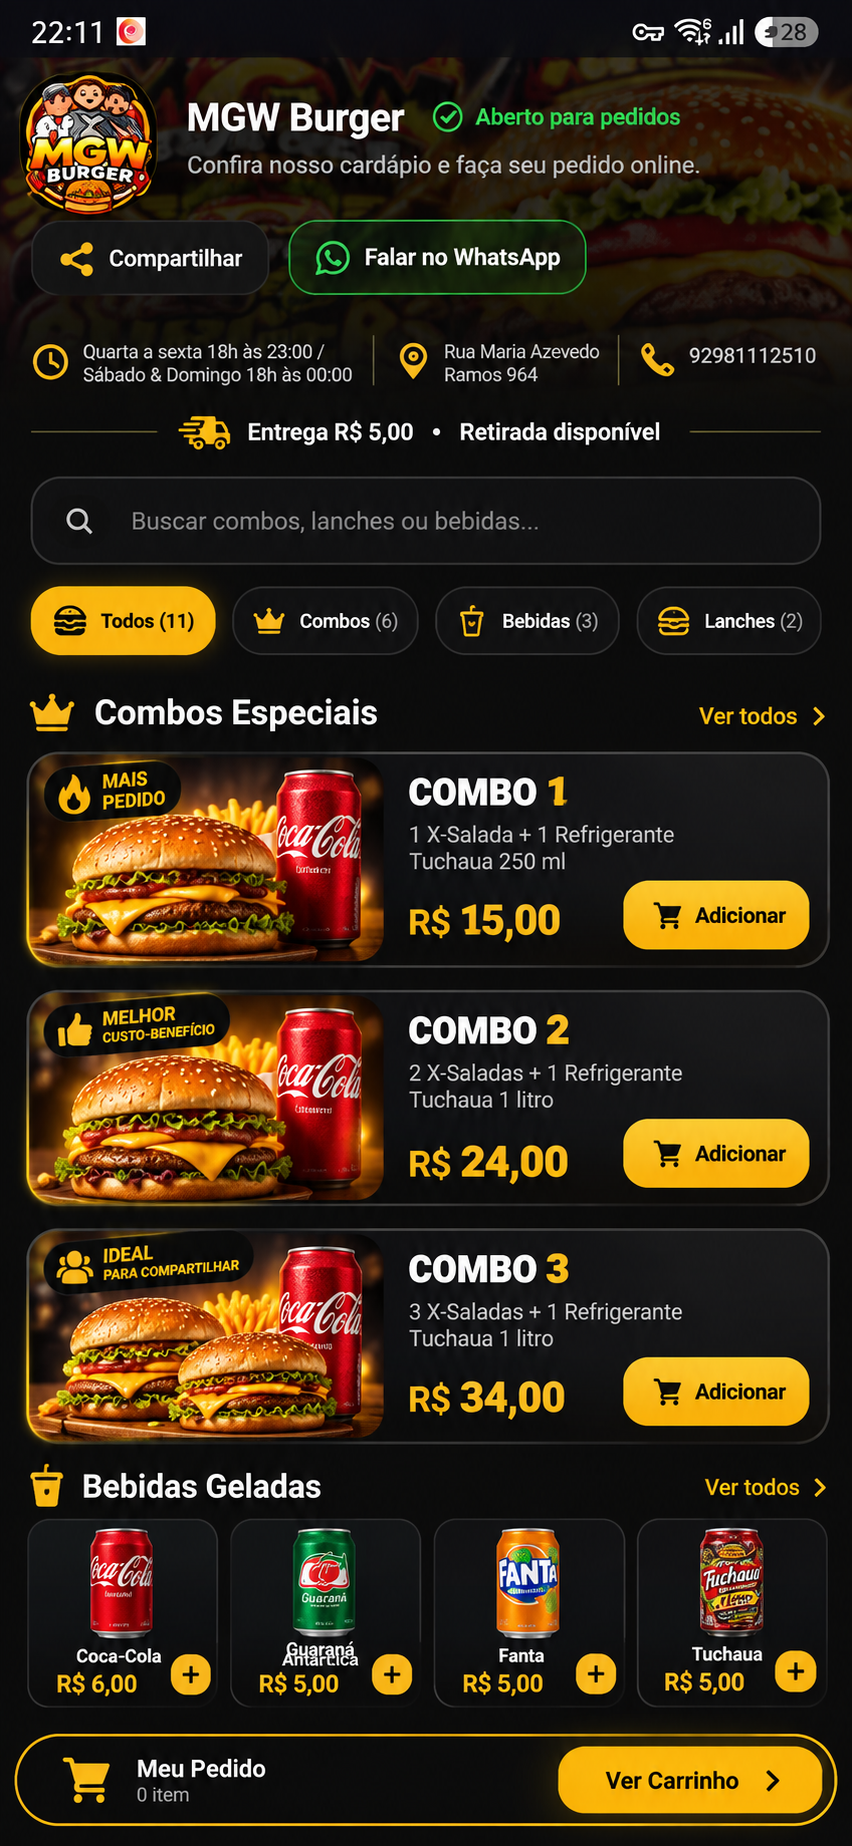 22:11
6
28
MGW
BURGER
MGW Burger
Aberto para pedidos
Confira nosso cardápio e faça seu pedido online.
Compartilhar
Falar no WhatsApp
Quarta a sexta 18h às 23:00 /
Sábado & Domingo 18h às 00:00
Rua Maria Azevedo
Ramos 964
92981112510
Entrega R$ 5,00 • Retirada disponível
Buscar combos, lanches ou bebidas...
Todos (11)
Combos (6)
Bebidas (3)
Lanches (2)
Combos Especiais
Ver todos
MAIS
PEDIDO
Coca-Cola
COMBO 1
1 X-Salada + 1 Refrigerante
Tuchaua 250 ml
R$ 15,00
Adicionar
MELHOR
CUSTO-BENEFÍCIO
Coca-Cola
COMBO 2
2 X-Saladas + 1 Refrigerante
Tuchaua 1 litro
R$ 24,00
Adicionar
IDEAL
PARA COMPARTILHAR
Coca-Cola
COMBO 3
3 X-Saladas + 1 Refrigerante
Tuchaua 1 litro
R$ 34,00
Adicionar
Bebidas Geladas
Ver todos
Coca-Cola
Coca-Cola
R$ 6,00
Guaraná
Guaraná
Antarctica
R$ 5,00
FANTA
Fanta
R$ 5,00
Tuchaua
Tuchaua
R$ 5,00
Meu Pedido
0 item
Ver Carrinho